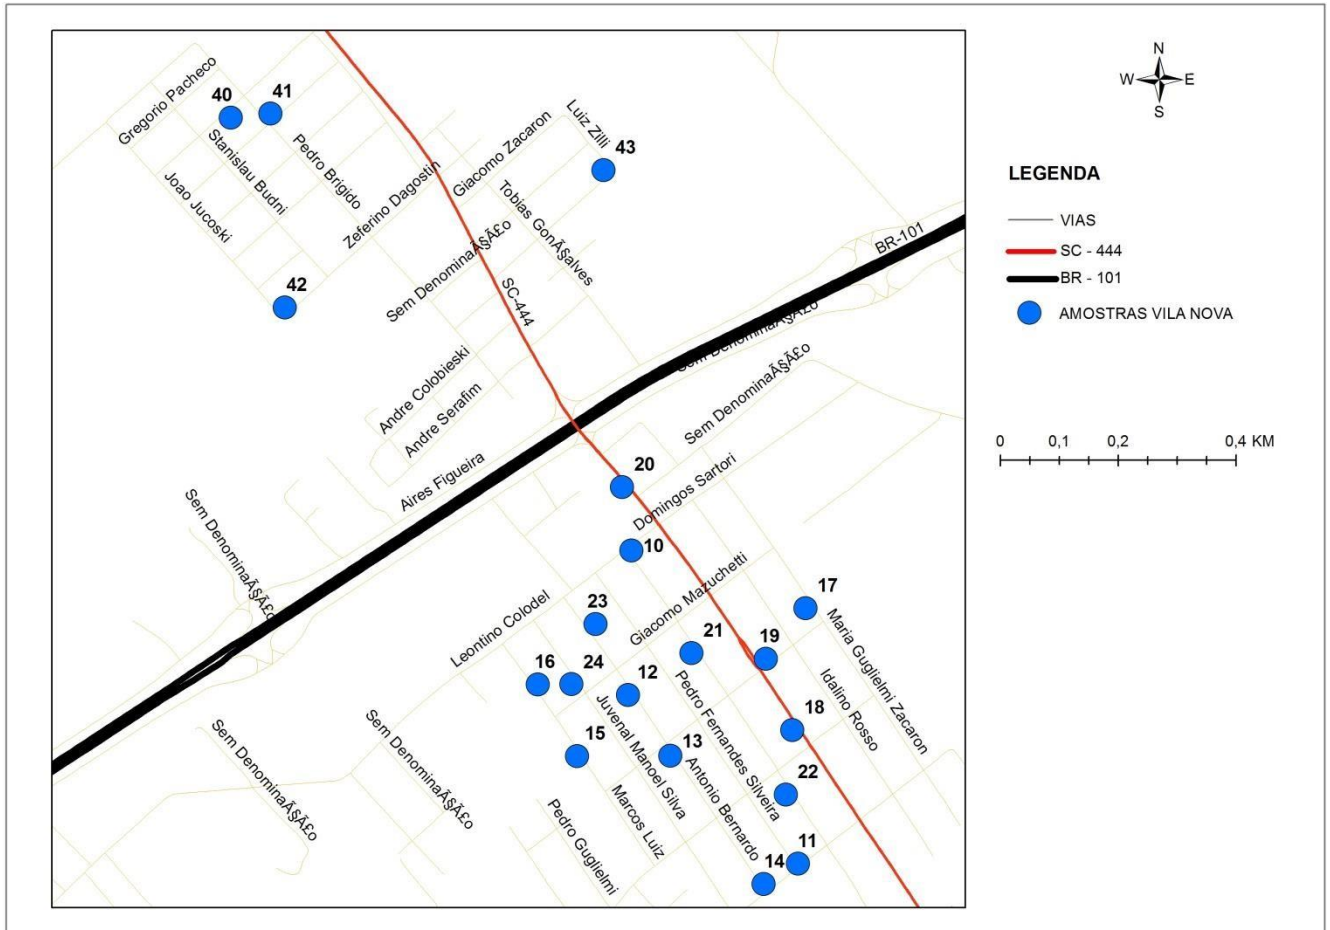 Gregorio Pacheco
40
41
Stanislau Budni
Pedro Brigido
Joao Jucoski
Zeferino Dagostin
42
Giacomo Zacaron
Luiz Zilli
43
Tobias GonÃ§alves
Sem DenominaÃ§Ã£o
SC-444
BR-101
Sem DenominaÃ§Ã£o
Andre Colobieski
Andre Serafim
Aires Figueira
Sem DenominaÃ§Ã£o
Sem DenominaÃ§Ã£o
20
Domingos Sartori
10
Giacomo Mazuchetti
Leontino Colodel
23
21
17
19
16
24
12
Maria Guglielmi Zacaron
Idalino Rosso
18
15
13
Juvenal Manoel Silva
Pedro Fernandes Silveira
Antonio Bernardo
22
Marcos Luiz
Pedro Guglielmi
11
14
Sem DenominaÃ§Ã£o
Sem DenominaÃ§Ã£o
N
W
E
S
LEGENDA
VIAS
SC - 444
BR - 101
AMOSTRAS VILA NOVA
0 0,1 0,2 0,4 KM